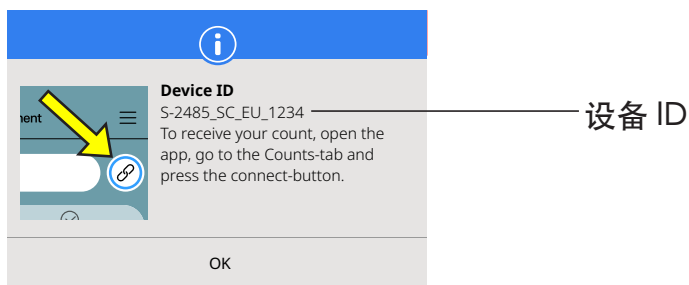 Device ID
S-2485_SC_EU_1234
设备 ID
To receive your count, open the
app, go to the Counts-tab and
press the connect-button.
OK